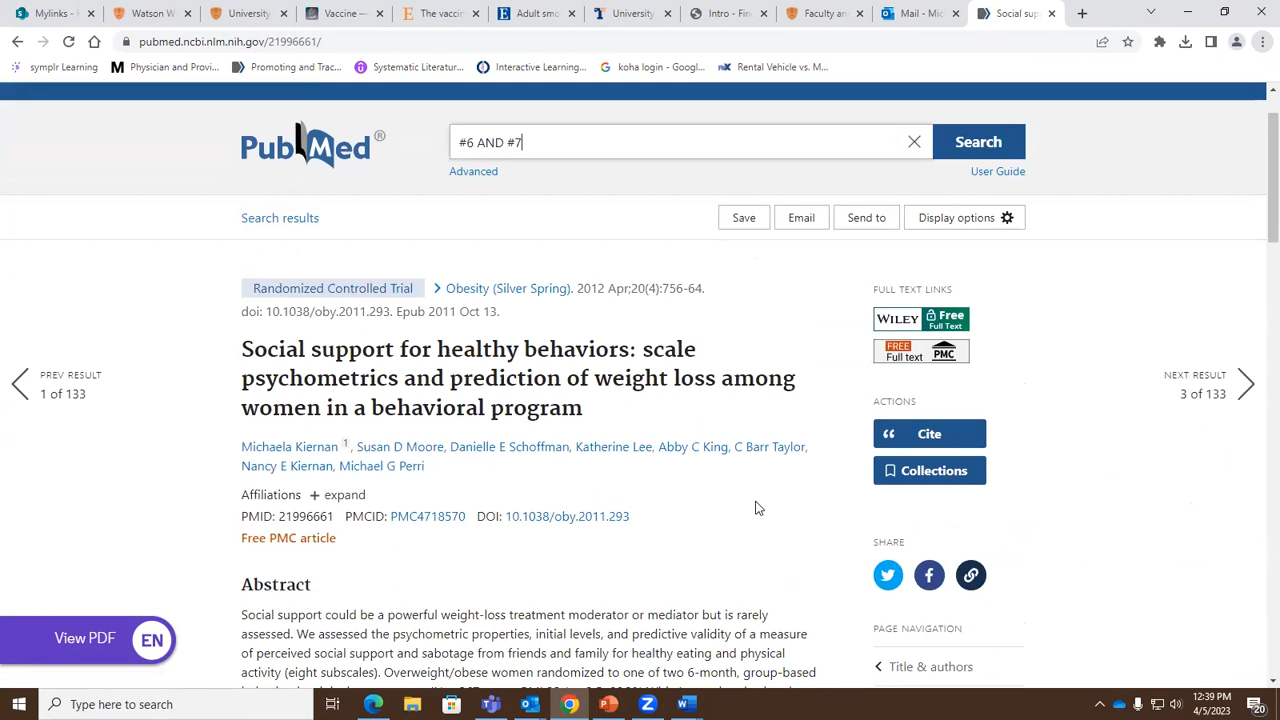 Mylinks -
Watson W
University
Vaccine —
The vaccin
Adult smo
University
Intro - Fin
Faculty an
Mail - Mic
Social sup
pubmed.ncbi.nlm.nih.gov/21996661/
symplr Learning
Physician and Provi...
Promoting and Trac...
Systematic Literatur...
Interactive Learning...
koha login - Googl...
Rental Vehicle vs. M...
PubMed®
#6 AND #7
Search
Advanced
User Guide
Search results
Save
Email
Send to
Display options
Randomized Controlled Trial
Obesity (Silver Spring). 2012 Apr;20(4):756-64.
doi: 10.1038/oby.2011.293. Epub 2011 Oct 13.
Social support for healthy behaviors: scale
psychometrics and prediction of weight loss among
women in a behavioral program
Michaela Kiernan 1, Susan D Moore, Danielle E Schoffman, Katherine Lee, Abby C King, C Barr Taylor,
Nancy E Kiernan, Michael G Perri
Affiliations + expand
PMID: 21996661 PMCID: PMC4718570 DOI: 10.1038/oby.2011.293
Free PMC article
Abstract
Social support could be a powerful weight-loss treatment moderator or mediator but is rarely
assessed. We assessed the psychometric properties, initial levels, and predictive validity of a measure
of perceived social support and sabotage from friends and family for healthy eating and physical
activity (eight subscales). Overweight/obese women randomized to one of two 6-month, group-based
PREV RESULT
1 of 133
NEXT RESULT
3 of 133
FULL TEXT LINKS
WILEY Free Full Text
FREE Full text PMC
ACTIONS
Cite
Collections
SHARE
PAGE NAVIGATION
Title & authors
View PDF EN
Type here to search
12:39 PM
4/5/2023
20